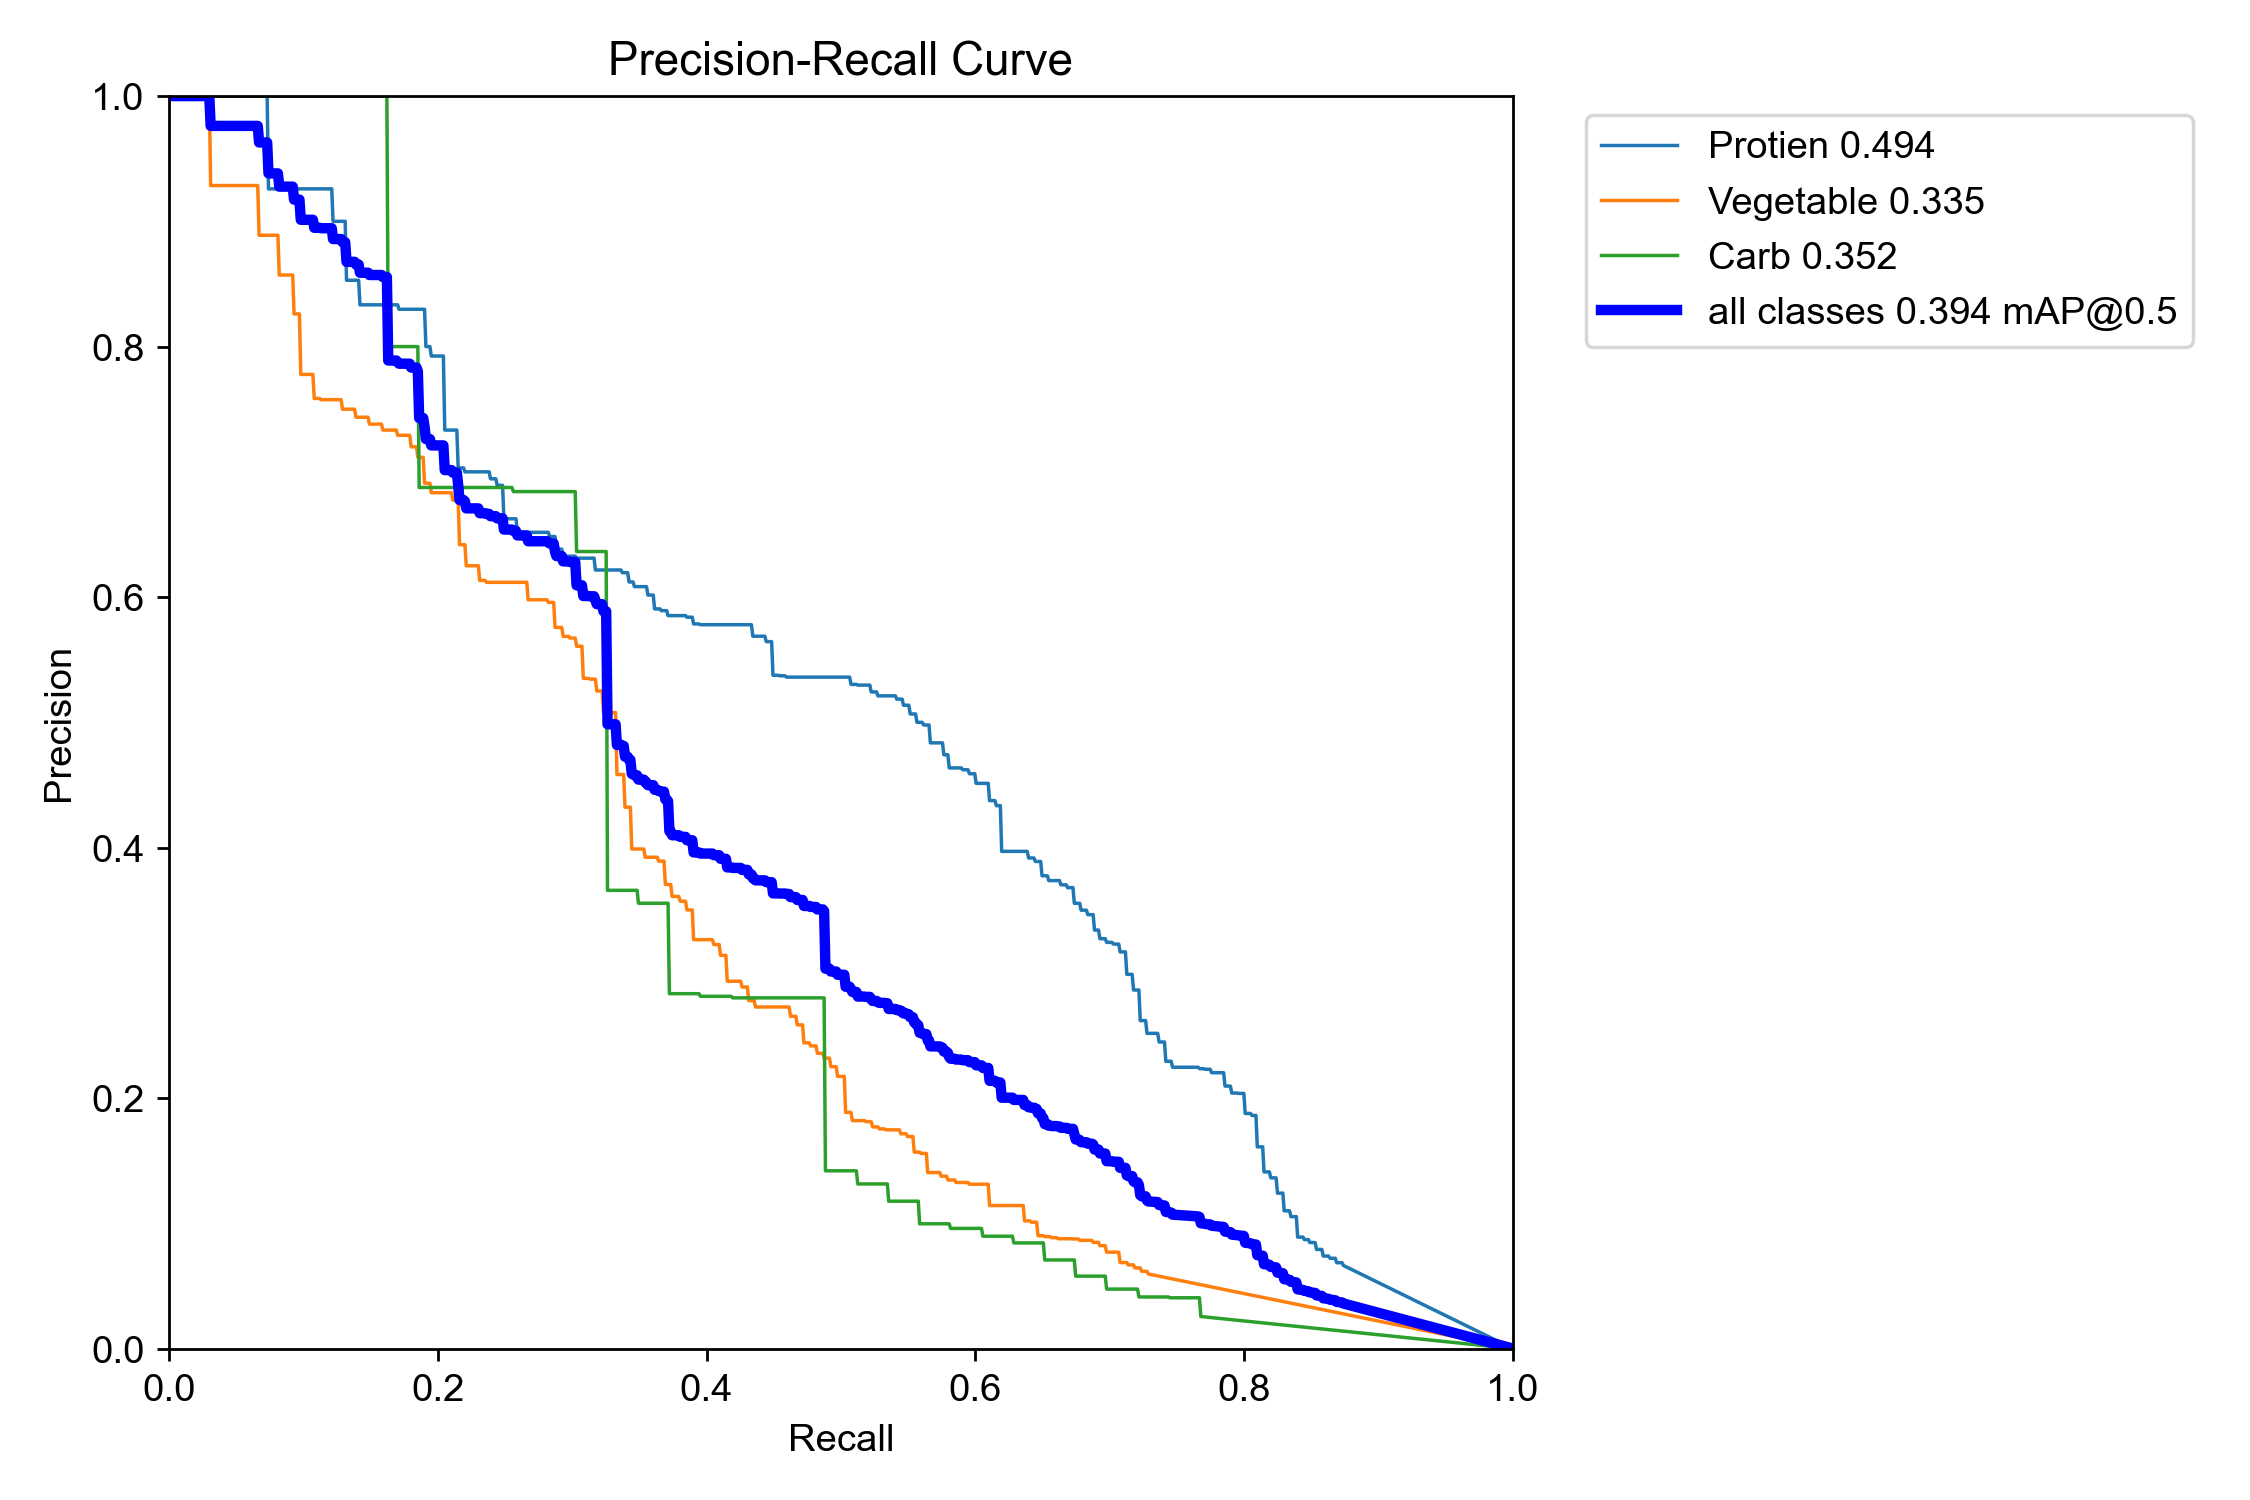 Precision-Recall Curve
1.0
0.8
0.6
0.4
0.2
0.0
Precision
0.0 0.2 0.4 0.6 0.8 1.0
Recall
Protien 0.494
Vegetable 0.335
Carb 0.352
all classes 0.394 mAP@0.5